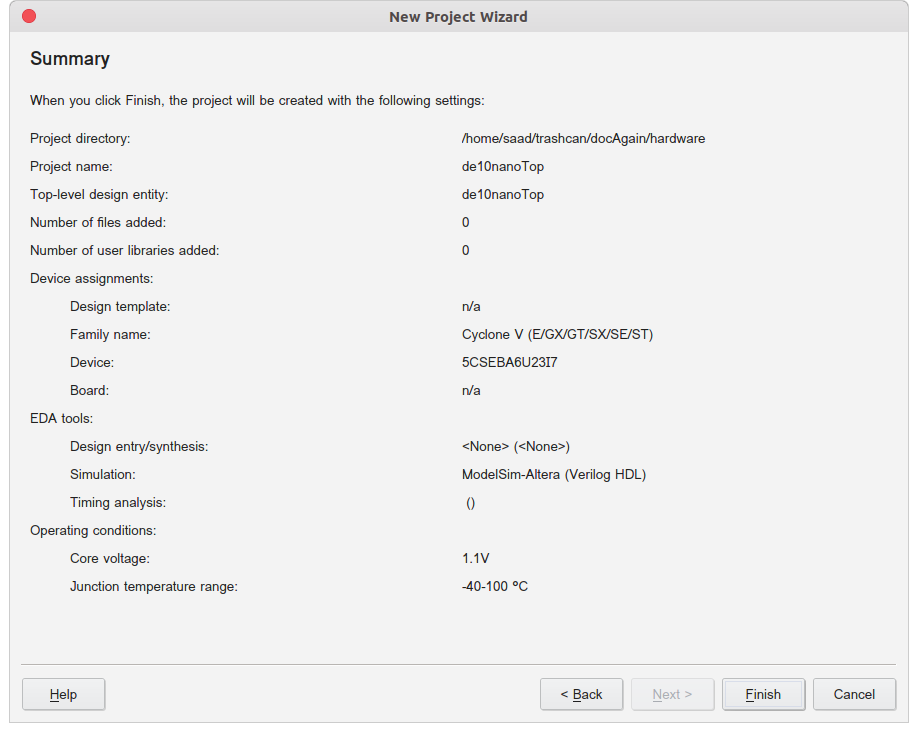 New Project Wizard
Summary
When you click Finish, the project will be created with the following settings:
Project directory: /home/saad/trashcan/docAgain/hardware
Project name: de10nanoTop
Top-level design entity: de10nanoTop
Number of files added: 0
Number of user libraries added: 0
Device assignments:
Design template: n/a
Family name: Cyclone V (E/GX/GT/SX/SE/ST)
Device: 5CSEBA6U23I7
Board: n/a
EDA tools:
Design entry/synthesis: <None> (<None>)
Simulation: ModelSim-Altera (Verilog HDL)
Timing analysis: ()
Operating conditions:
Core voltage: 1.1V
Junction temperature range: -40-100 ºC
Help < Back Next > Finish Cancel